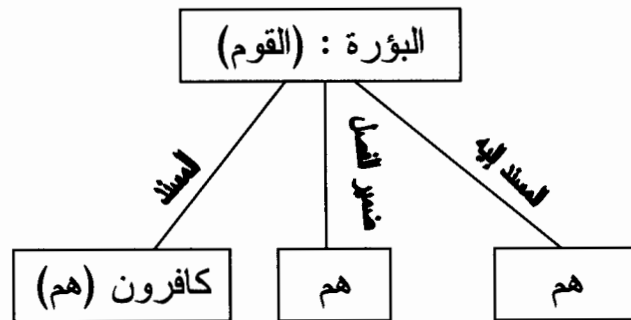 البؤرة : (القوم)
المسند إليه
ضمير الفصل
المسند
هم
هم
كافرون (هم)